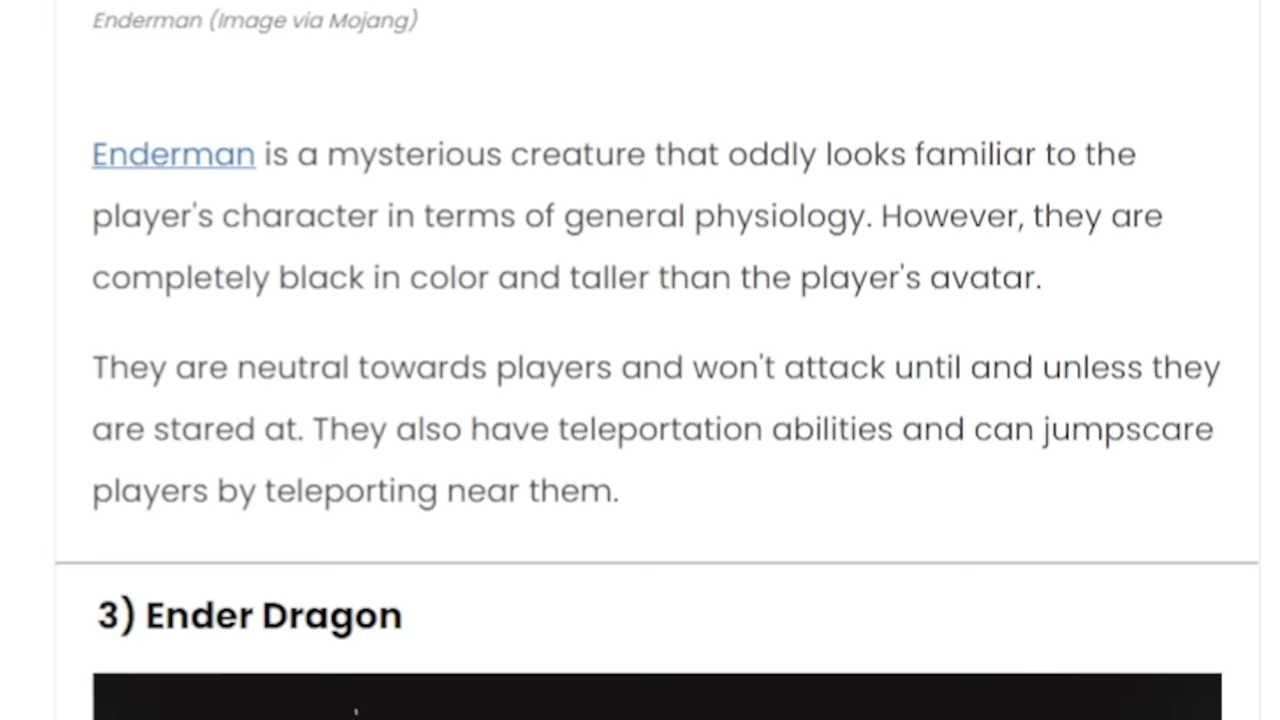 Enderman (Image via Mojang)
Enderman is a mysterious creature that oddly looks familiar to the
player's character in terms of general physiology. However, they are
completely black in color and taller than the player's avatar.
They are neutral towards players and won't attack until and unless they
are stared at. They also have teleportation abilities and can jumpscare
players by teleporting near them.
3) Ender Dragon